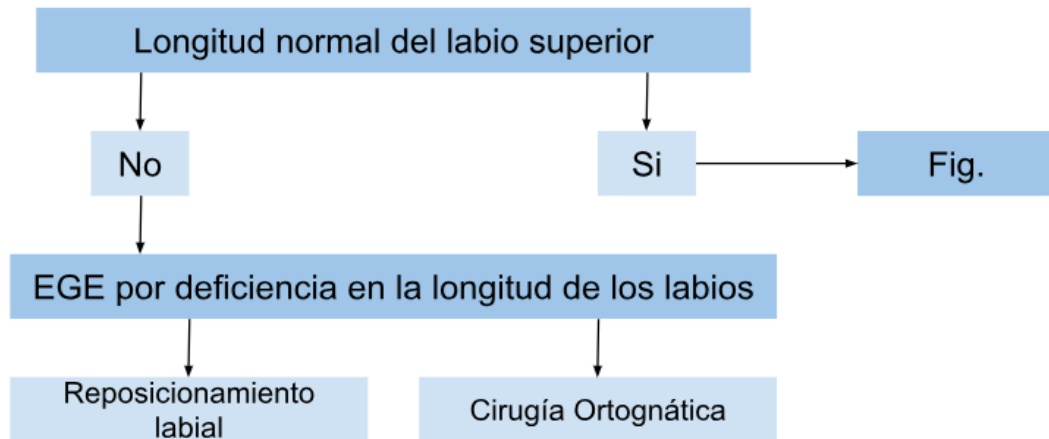 Longitud normal del labio superior
No
Si
Fig.
EGE por deficiencia en la longitud de los labios
Reposicionamiento
labial
Cirugía Ortognática